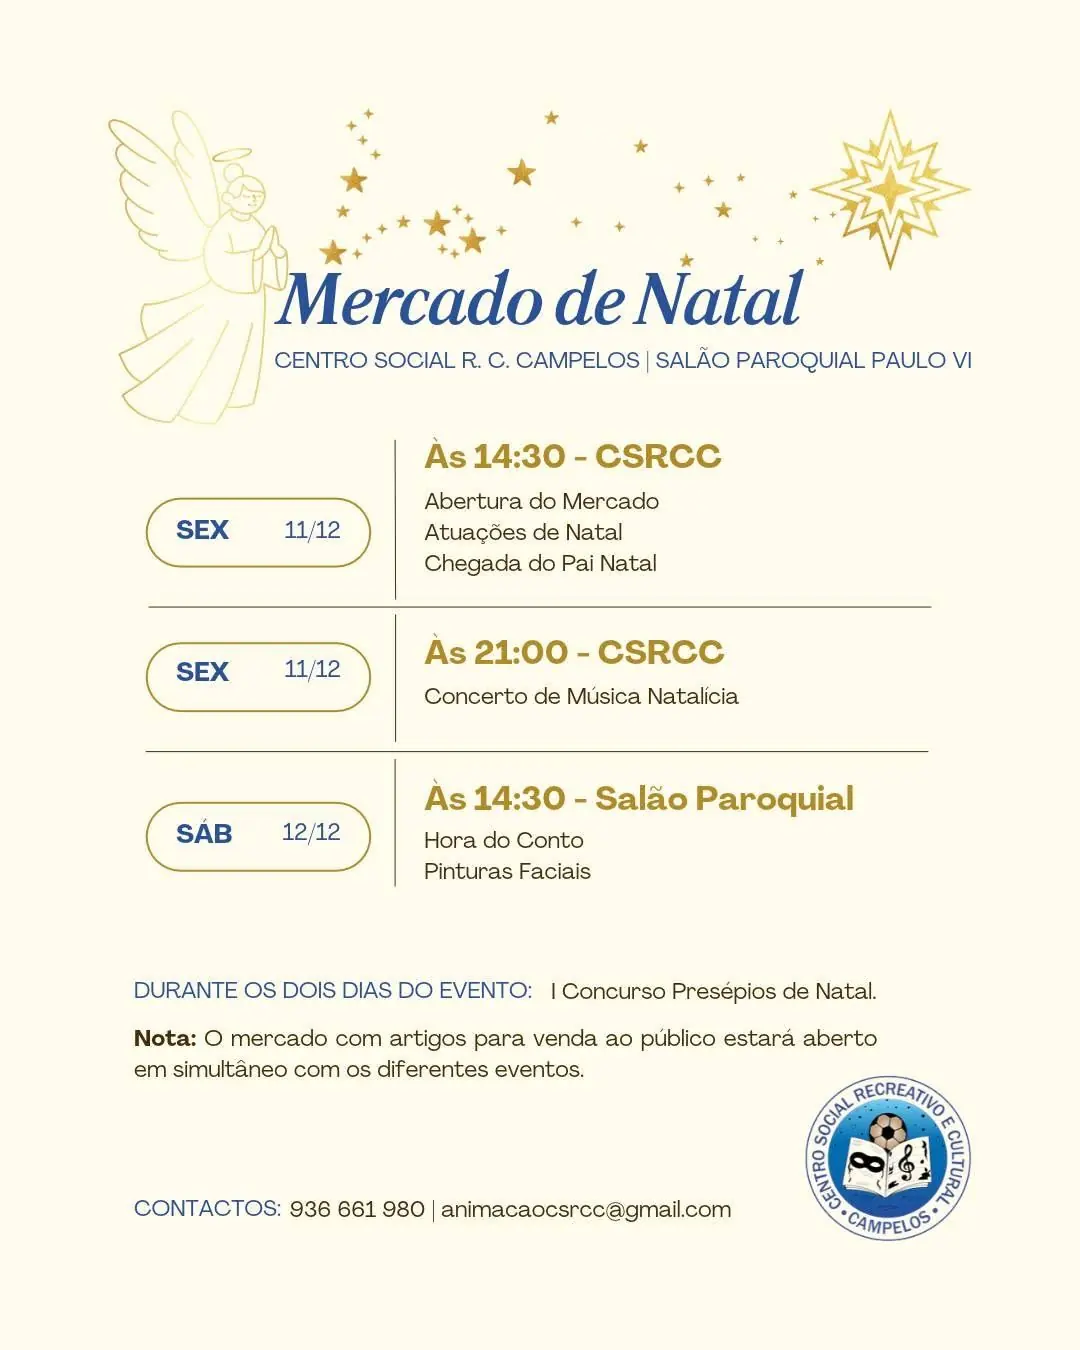 Mercado de Natal
CENTRO SOCIAL R. C. CAMPELOS | SALÃO PAROQUIAL PAULO VI
Às 14:30 - CSRCC
SEX 11/12
Abertura do Mercado
Atuações de Natal
Chegada do Pai Natal
Às 21:00 - CSRCC
SEX 11/12
Concerto de Música Natalícia
Às 14:30 - Salão Paroquial
SÁB 12/12
Hora do Conto
Pinturas Faciais
DURANTE OS DOIS DIAS DO EVENTO: I Concurso Presépios de Natal.
Nota: O mercado com artigos para venda ao público estará aberto
em simultâneo com os diferentes eventos.
CONTACTOS: 936 661 980 | animacaocsrcc@gmail.com
CENTRO SOCIAL RECREATIVO E CULTURAL
• CAMPELOS •